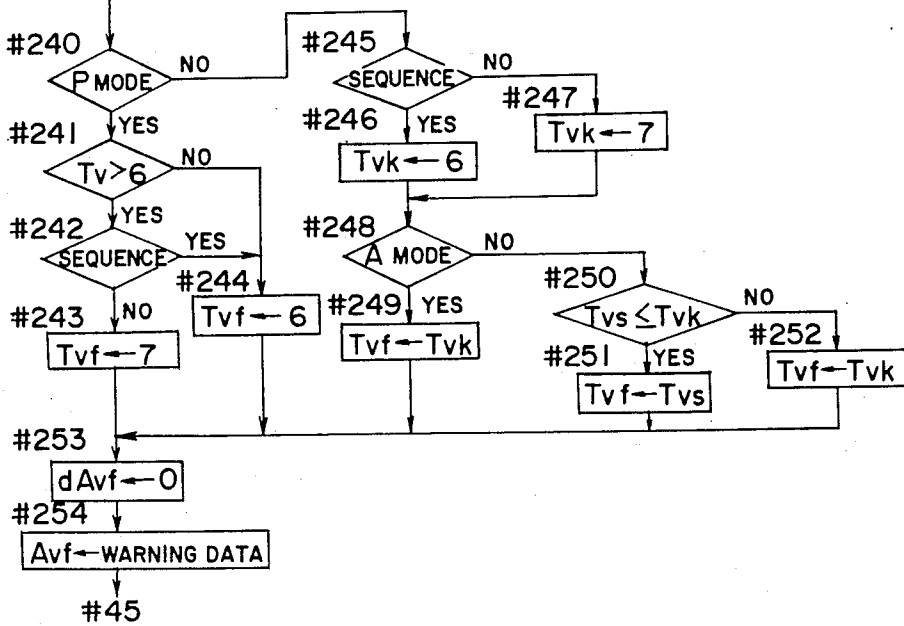 #240
P MODE
NO
YES
#241
Tv>6
NO
YES
#242
SEQUENCE
YES
NO
#243
Tvf←7
#244
Tvf←6
#245
SEQUENCE
NO
YES
#246
Tvk←6
#247
Tvk←7
#248
A MODE
NO
YES
#249
Tvf←Tvk
#250
Tvs≤Tvk
NO
YES
#251
Tvf←Tvs
#252
Tvf←Tvk
#253
dAvf←0
#254
Avf←WARNING DATA
#45